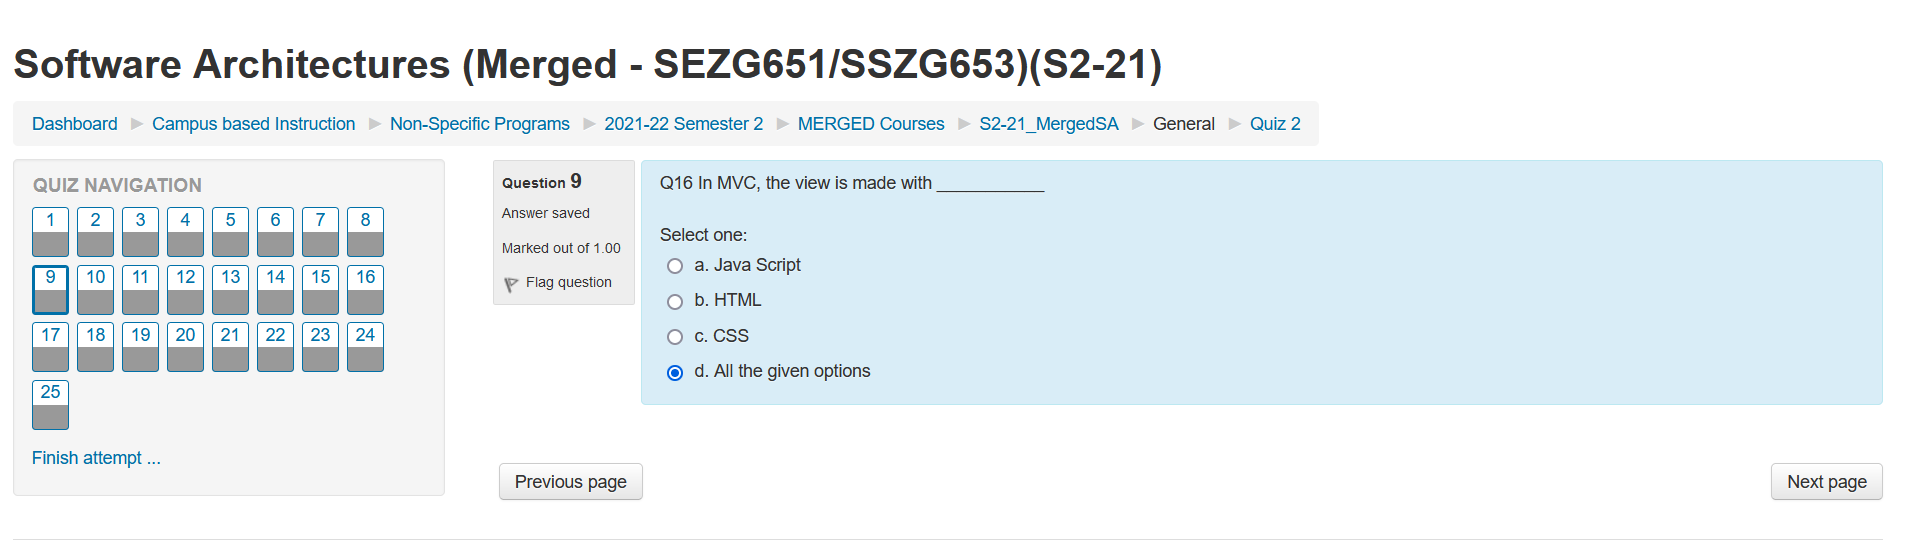 Software Architectures (Merged - SEZG651/SSZG653)(S2-21)
Dashboard ▶ Campus based Instruction ▶ Non-Specific Programs ▶ 2021-22 Semester 2 ▶ MERGED Courses ▶ S2-21_MergedSA ▶ General ▶ Quiz 2
QUIZ NAVIGATION
1 2 3 4 5 6 7 8
9 10 11 12 13 14 15 16
17 18 19 20 21 22 23 24
25
Finish attempt ...
Question 9
Answer saved
Marked out of 1.00
Flag question
Q16 In MVC, the view is made with ___________
Select one:
a. Java Script
b. HTML
c. CSS
d. All the given options
Previous page
Next page